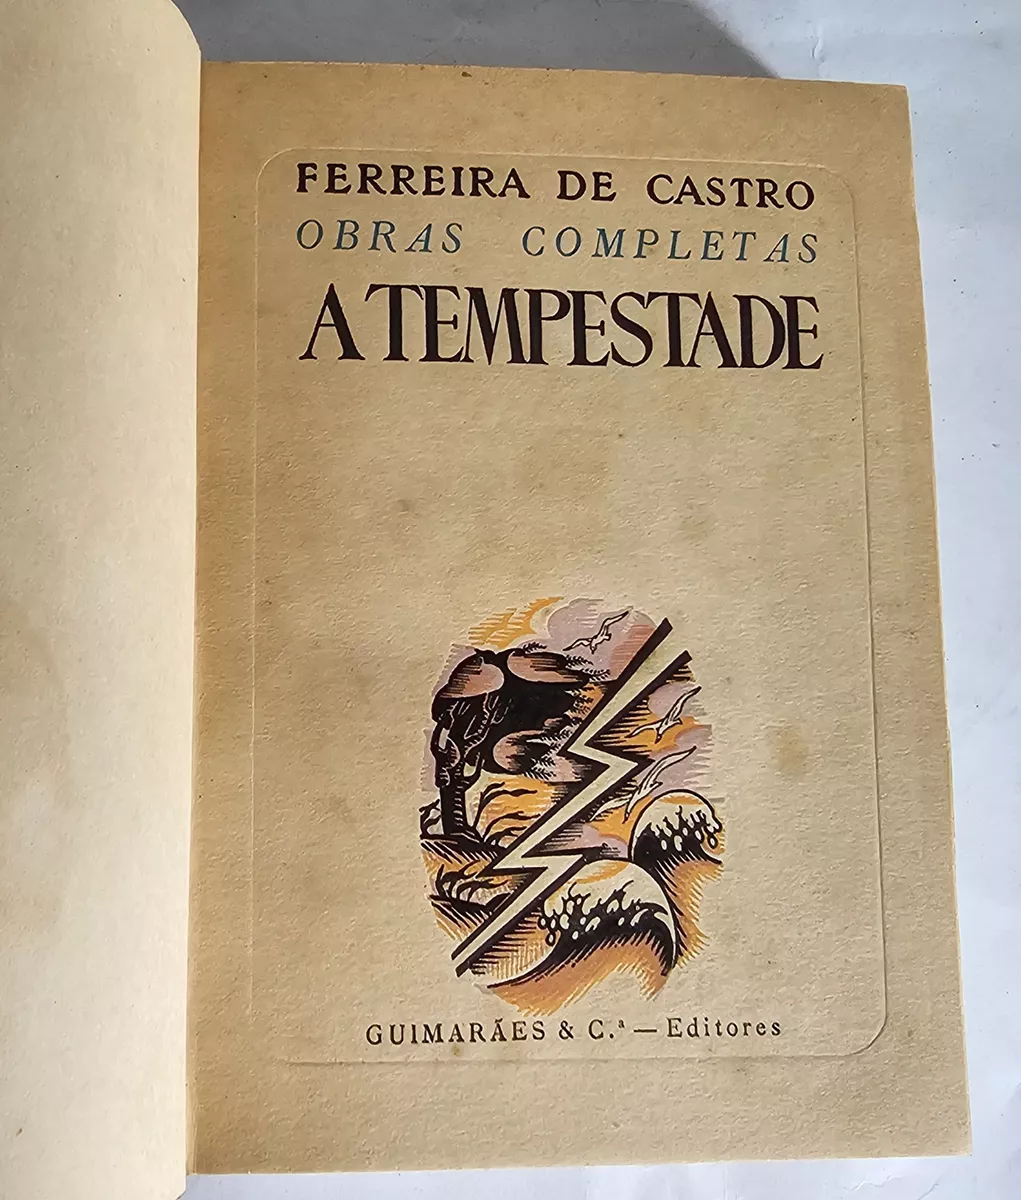 FERREIRA DE CASTRO
OBRAS COMPLETAS
A TEMPESTADE
GUIMARÃES & C.ª — Editores